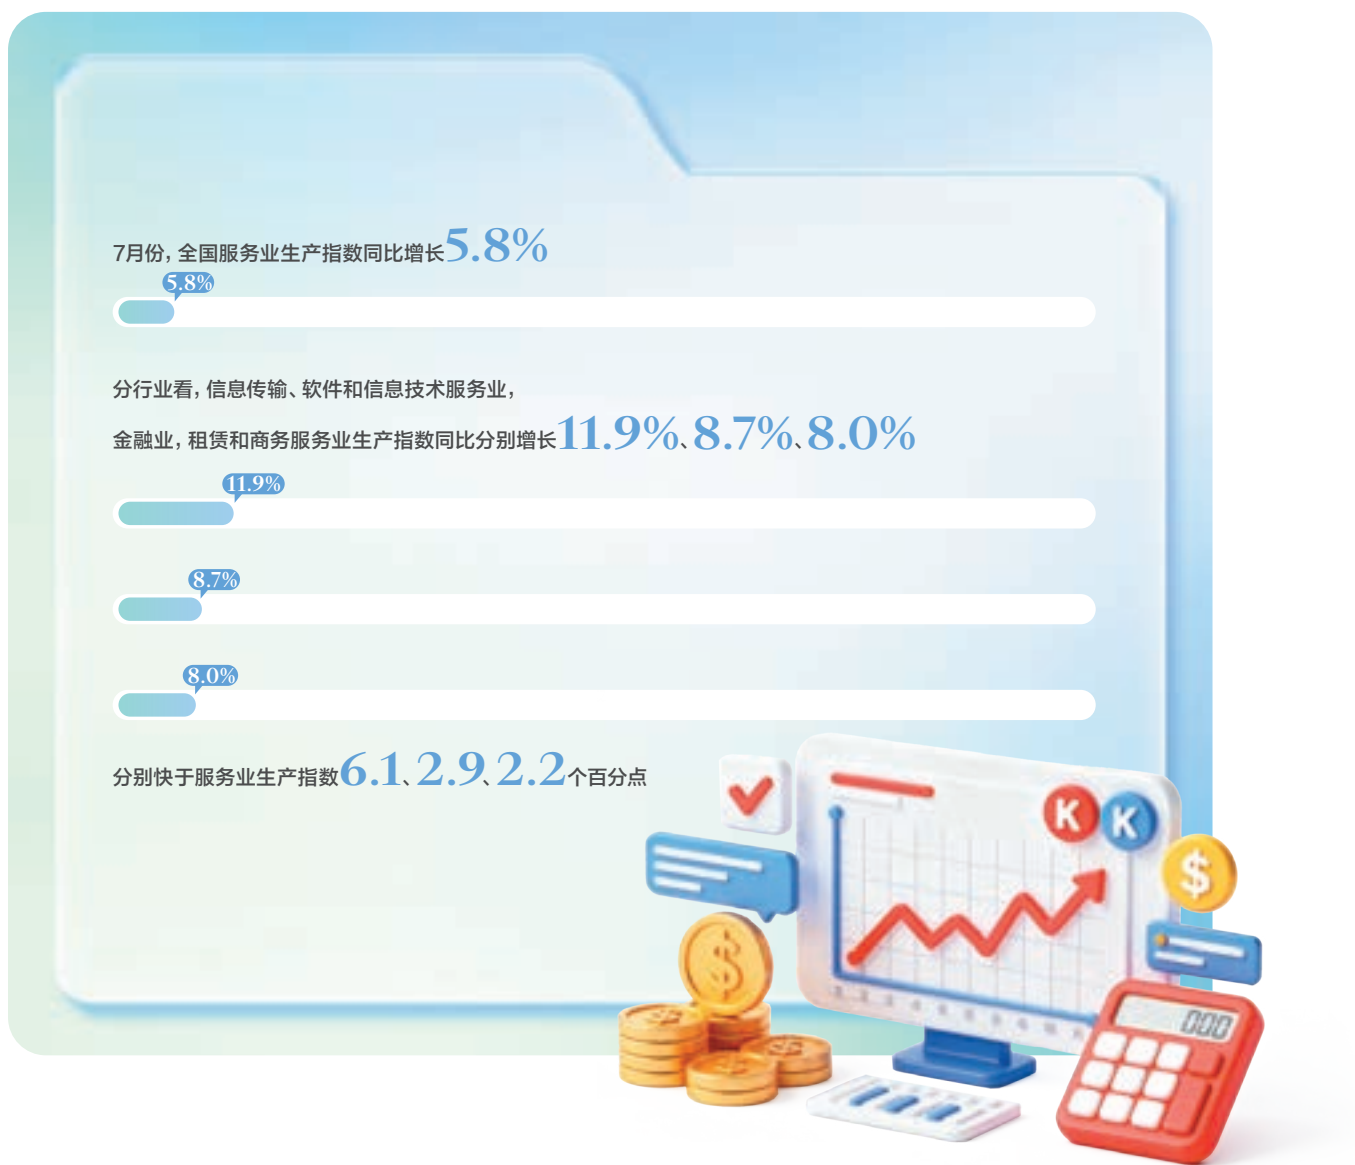 7月份，全国服务业生产指数同比增长5.8%
5.8%
分行业看，信息传输、软件和信息技术服务业，
金融业，租赁和商务服务业生产指数同比分别增长11.9%、8.7%、8.0%
11.9%
8.7%
8.0%
分别快于服务业生产指数6.1、2.9、2.2个百分点
K K
$
$
000